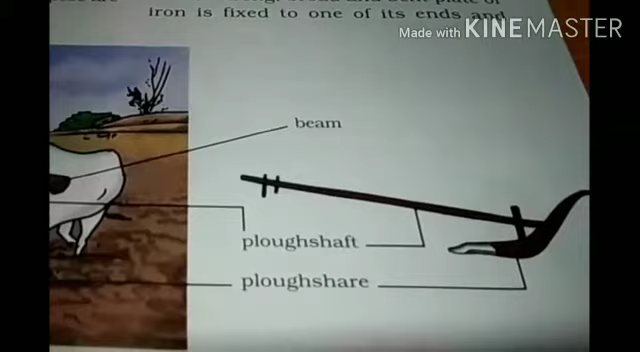 iron is fixed to one of its ends and
Made with KINEMASTER
beam
ploughshaft
ploughshare